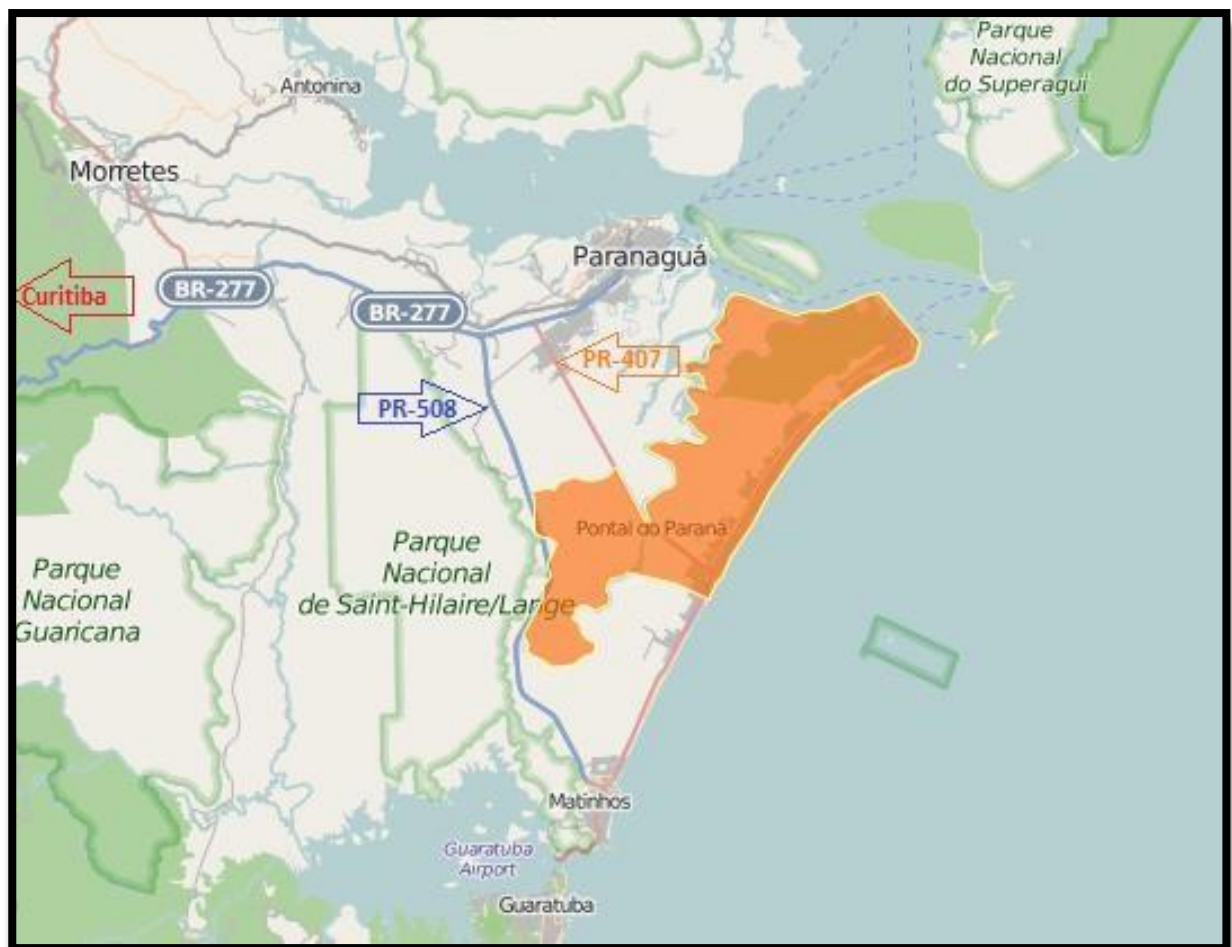 Parque
Nacional
do Superagui
Antonina
Morretes
Paranaguá
Curitiba
BR-277
BR-277
PR-407
PR-508
Pontal do Paraná
Parque
Nacional
de Saint-Hilaire/Lange
Parque
Nacional
Guaricana
Matinhos
Guaratuba
Airport
Guaratuba